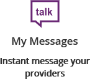 talk
My Messages
Instant message your
providers